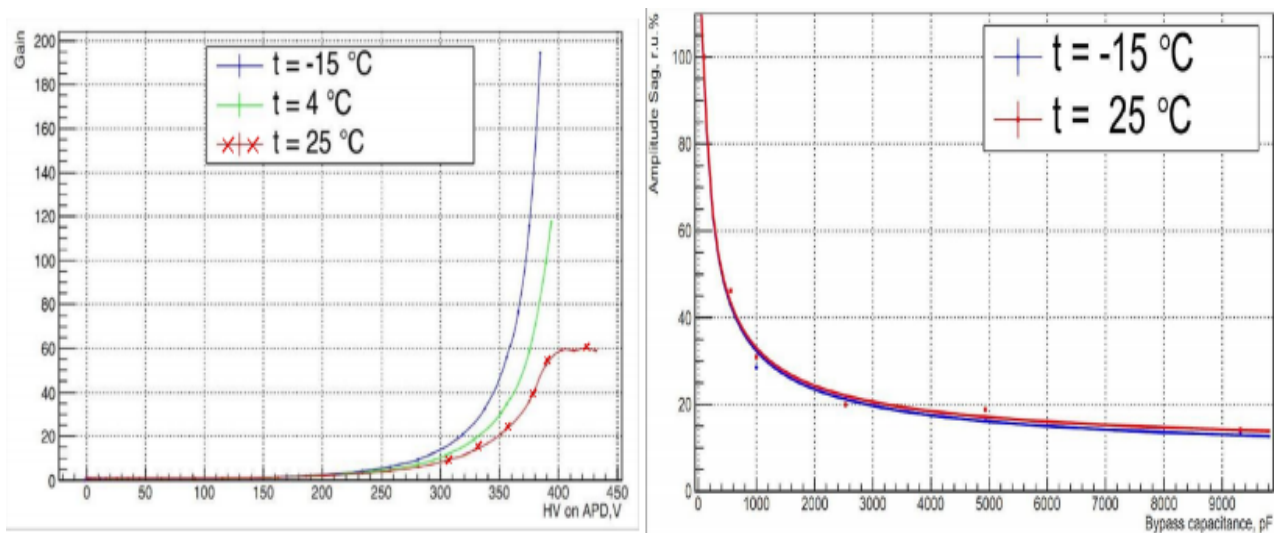 Gain
200
180
160
140
120
100
80
60
40
20
0
t = -15 °C
t = 4 °C
t = 25 °C
0 50 100 150 200 250 300 350 400 450
HV on APD,V
Amplitude Sag, r.u.%
100
80
60
40
20
0
t = -15 °C
t = 25 °C
0 1000 2000 3000 4000 5000 6000 7000 8000 9000
Bypass capacitance, pF